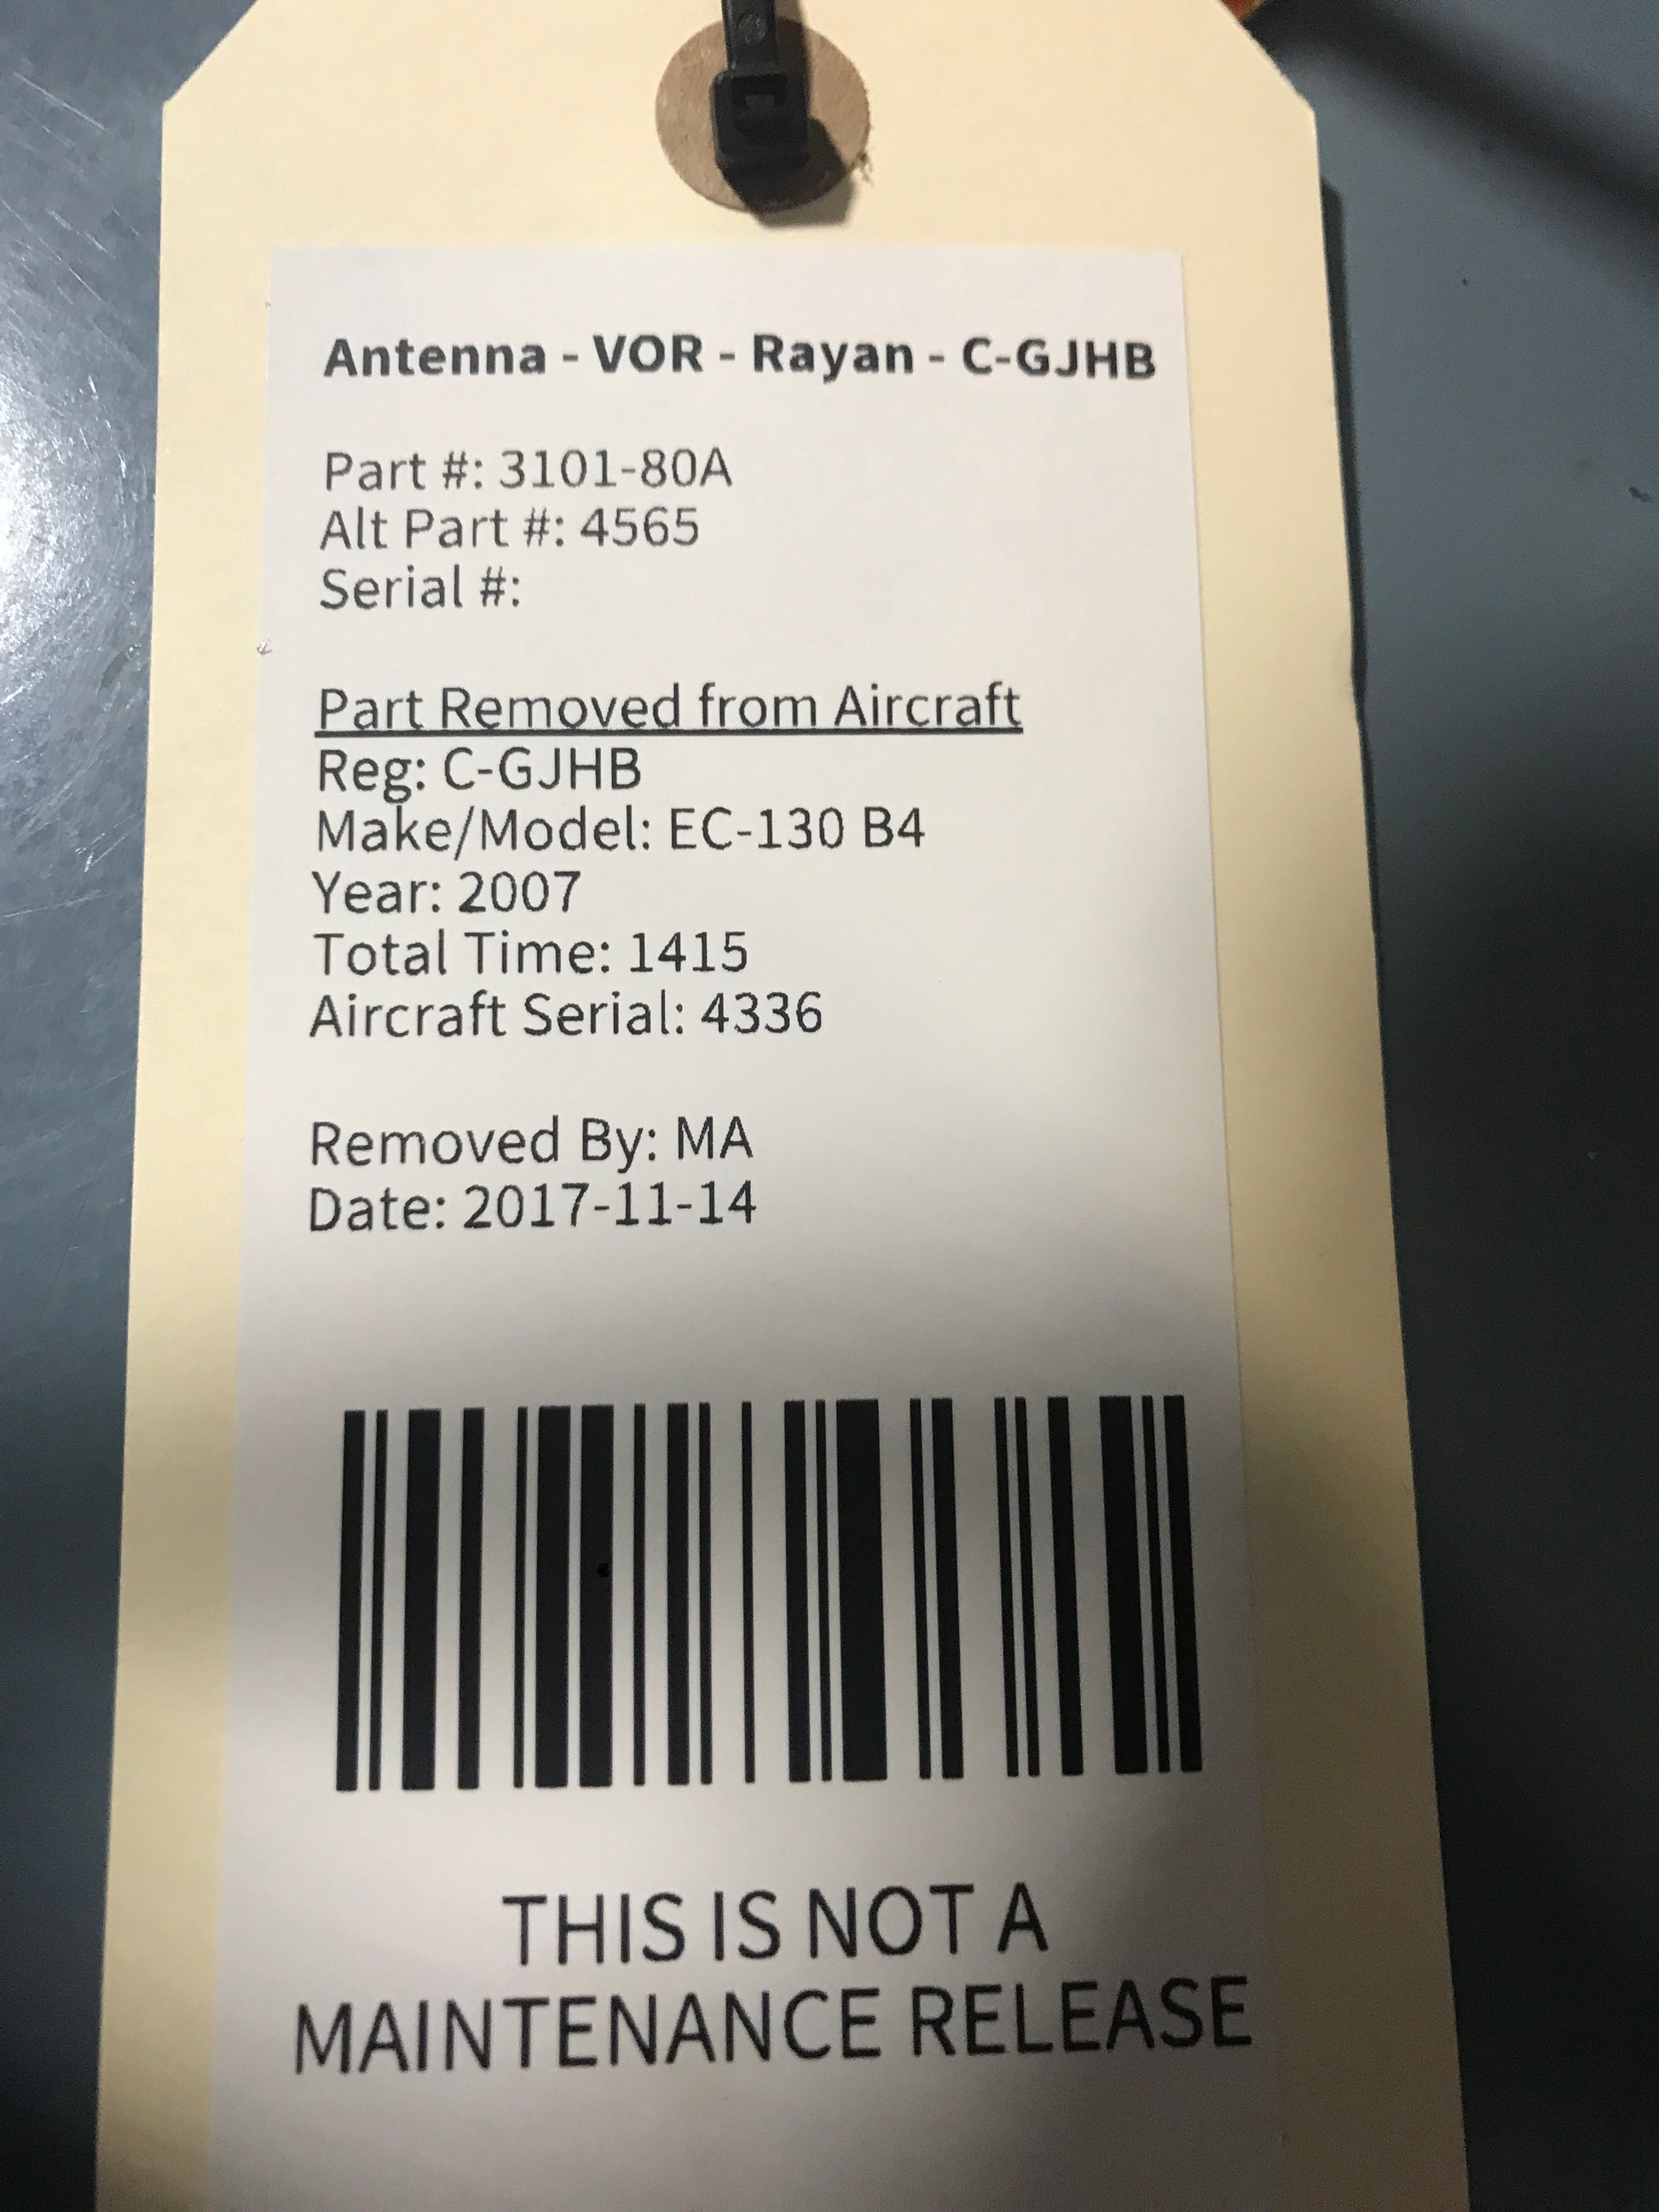 Antenna - VOR - Rayan - C-GJHB
Part #: 3101-80A
Alt Part #: 4565
Serial #:
Part Removed from Aircraft
Reg: C-GJHB
Make/Model: EC-130 B4
Year: 2007
Total Time: 1415
Aircraft Serial: 4336
Removed By: MA
Date: 2017-11-14
THIS IS NOT A
MAINTENANCE RELEASE